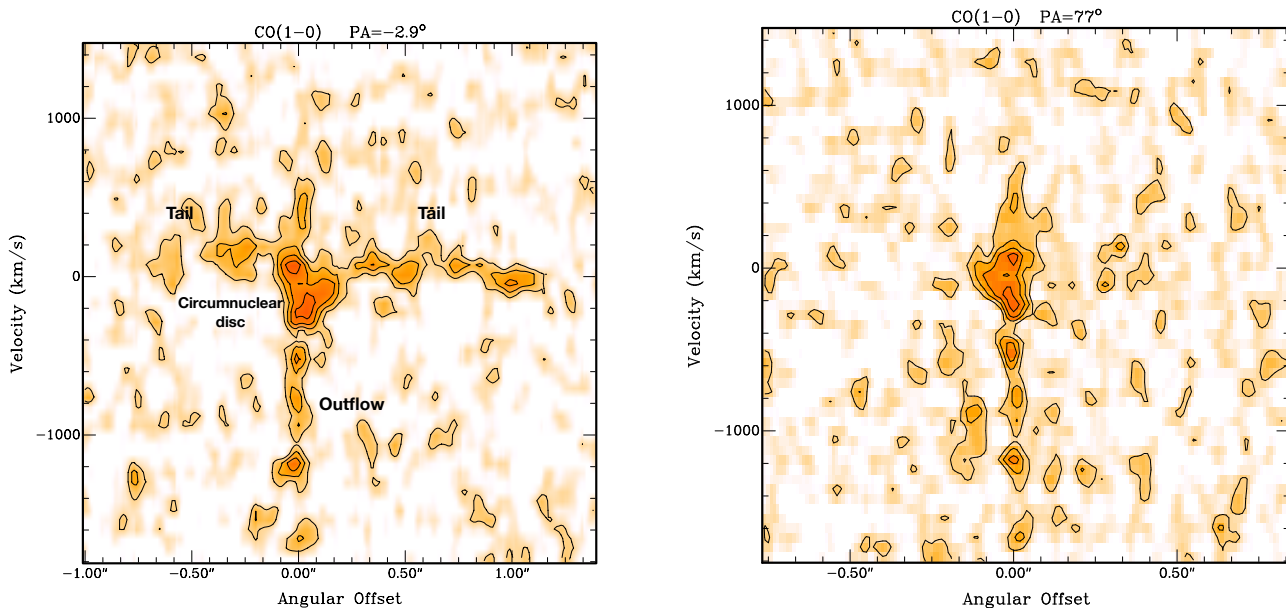 CO(1−0) PA=−2.9°
1000
0
−1000
Velocity (km/s)
Tail
Tail
Circumnuclear
disc
Outflow
−1.00″ −0.50″ 0.00″ 0.50″ 1.00″
Angular Offset
CO(1−0) PA=77°
1000
0
−1000
Velocity (km/s)
−0.50″ 0.00″ 0.50″
Angular Offset